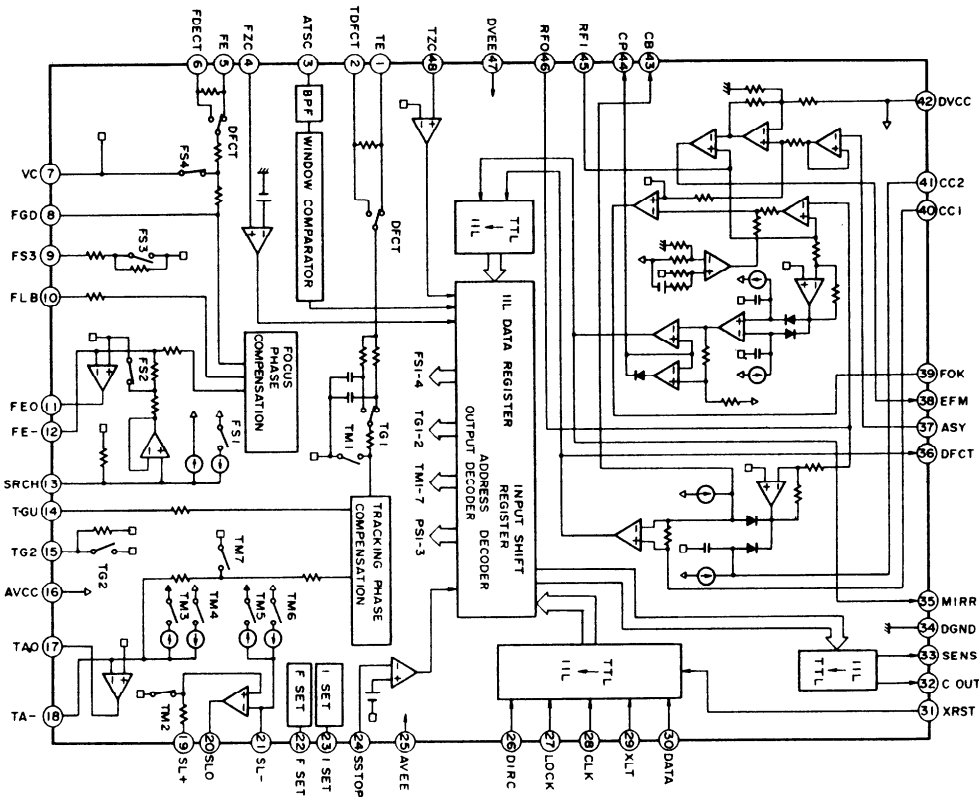 FDECT
FE
FZC
ATSC
TDFCT
TE
TZC
DVEE
RFO
RFI
CP
CB
6
5
4
3
2
1
48
47
46
45
44
43
BPF
WINDOW COMPARATOR
DFCT
FS4
DFCT
TTL
IIL
VC 7
FGD 8
FS3 9
FLB 10
FEO 11
FE- 12
SRCH 13
TGU 14
TG2 15
AVCC 16
TAO 17
TA- 18
FS3
FS2
FS1
FOCUS PHASE COMPENSATION
TG1
TM1
TRACKING PHASE COMPENSATION
TG2
TM7
TM3
TM4
TM5
TM6
TM2
IIL DATA REGISTER
INPUT SHIFT REGISTER
ADDRESS DECODER
OUTPUT DECODER
FS1-4
TG1-2
TM1-7
PS1-3
F SET
I SET
TTL
IIL
IIL
TTL
42 DVCC
41 CC2
40 CC1
39 FOK
38 EFM
37 ASY
36 DFCT
35 MIRR
34 DGND
33 SENS
32 C OUT
31 XRST
19
20
21
22
23
24
25
26
27
28
29
30
SL+
SLO
SL-
F SET
I SET
SSTOP
AVEE
DIRC
LOCK
CLK
XLT
DATA